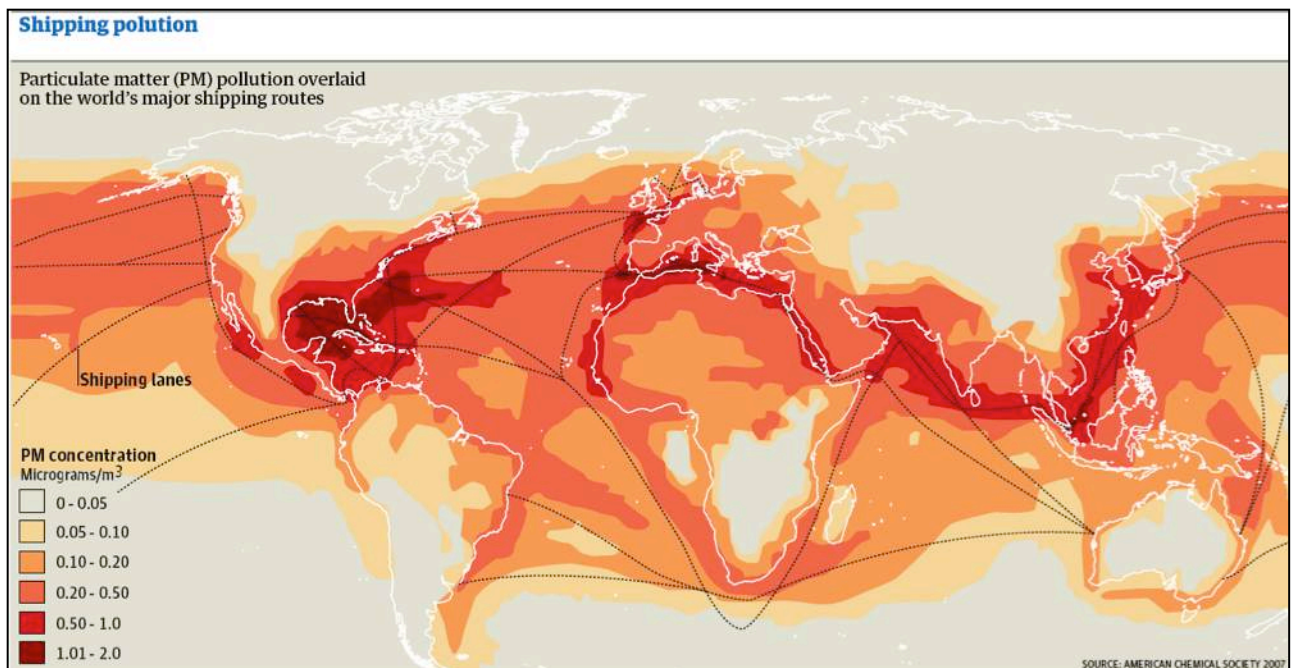 Shipping polution
Particulate matter (PM) pollution overlaid
on the world's major shipping routes
Shipping lanes
PM concentration
Micrograms/m3
0 - 0.05
0.05 - 0.10
0.10 - 0.20
0.20 - 0.50
0.50 - 1.0
1.01 - 2.0
SOURCE: AMERICAN CHEMICAL SOCIETY 2007